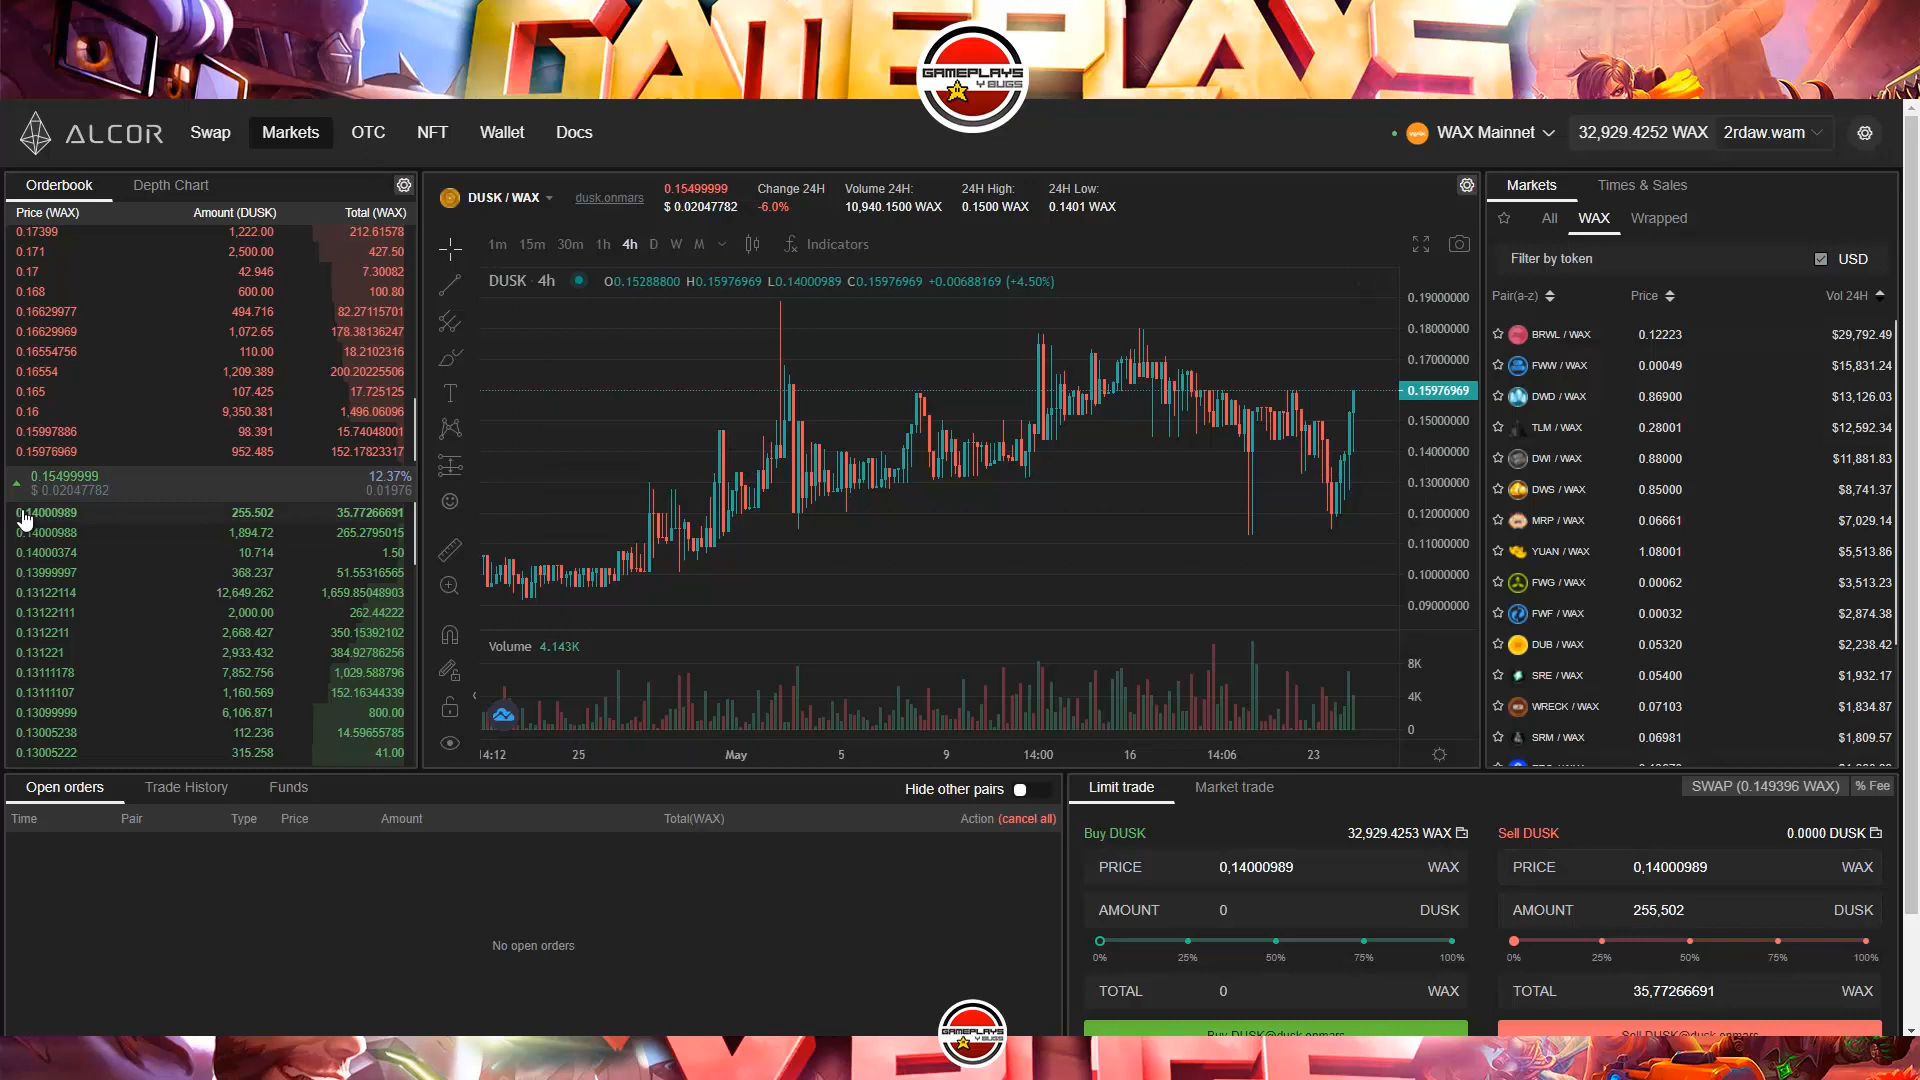 GAMEPLAYS
GAMEPLAYS
Y BUGS
ALCOR
Swap Markets OTC NFT Wallet Docs
WAX Mainnet 32,929.4252 WAX 2rdaw.wam
Orderbook Depth Chart
Price (WAX) Amount (DUSK) Total (WAX)
0.17399 1,222.00 212.61578
0.171 2,500.00 427.50
0.17 42.946 7.30082
0.168 600.00 100.80
0.16629977 494.716 82.27115701
0.16629969 1,072.65 178.38136247
0.16554756 110.00 18.2102316
0.16554 1,209.389 200.20225506
0.165 107.425 17.725125
0.16 9,350.381 1,496.06096
0.15997886 98.391 15.74048001
0.15976969 952.485 152.17823317
0.15499999 12.37%
$ 0.02047782 0.01976
0.14000989 255.502 35.77266691
0.14000988 1,894.72 265.2795015
0.14000374 10.714 1.50
0.13999997 368.237 51.55316565
0.13122114 12,649.262 1,659.85048903
0.13122111 2,000.00 262.44222
0.1312211 2,668.427 350.15392102
0.131221 2,933.432 384.92786256
0.13111178 7,852.756 1,029.588796
0.13111107 1,160.569 152.16344339
0.13099999 6,106.871 800.00
0.13005238 112.236 14.59655785
0.13005222 315.258 41.00
DUSK / WAX dusk.onmars
0.15499999 Change 24H Volume 24H: 24H High: 24H Low:
$ 0.02047782 -6.0% 10,940.1500 WAX 0.1500 WAX 0.1401 WAX
1m 15m 30m 1h 4h D W M Indicators
DUSK · 4h O0.15288800 H0.15976969 L0.14000989 C0.15976969 +0.00688169 (+4.50%)
0.19000000
0.18000000
0.17000000
0.15976969
0.15000000
0.14000000
0.13000000
0.12000000
0.11000000
0.10000000
0.09000000
Volume 4.143K
8K
4K
0
14:12 25 May 5 9 14:00 16 14:06 23
Markets Times & Sales
All WAX Wrapped
Filter by token USD
Pair(a-z) Price Vol 24H
BRWL / WAX 0.12223 $29,792.49
FWW / WAX 0.00049 $15,831.24
DWD / WAX 0.86900 $13,126.03
TLM / WAX 0.28001 $12,592.34
DWI / WAX 0.88000 $11,881.83
DWS / WAX 0.85000 $8,741.37
MRP / WAX 0.06661 $7,029.14
YUAN / WAX 1.08001 $5,513.86
FWG / WAX 0.00062 $3,513.23
FWF / WAX 0.00032 $2,874.38
DUB / WAX 0.05320 $2,238.42
SRE / WAX 0.05400 $1,932.17
WRECK / WAX 0.07103 $1,834.87
SRM / WAX 0.06981 $1,809.57
Open orders Trade History Funds Hide other pairs
Time Pair Type Price Amount Total(WAX) Action (cancel all)
No open orders
Limit trade Market trade SWAP (0.149396 WAX) % Fee
Buy DUSK 32,929.4253 WAX
PRICE 0,14000989 WAX
AMOUNT 0 DUSK
0% 25% 50% 75% 100%
TOTAL 0 WAX
Buy DUSK@dusk.onmars
Sell DUSK 0.0000 DUSK
PRICE 0,14000989 WAX
AMOUNT 255,502 DUSK
0% 25% 50% 75% 100%
TOTAL 35,77266691 WAX
Sell DUSK@dusk.onmars
GAMEPLAYS
Y BUGS